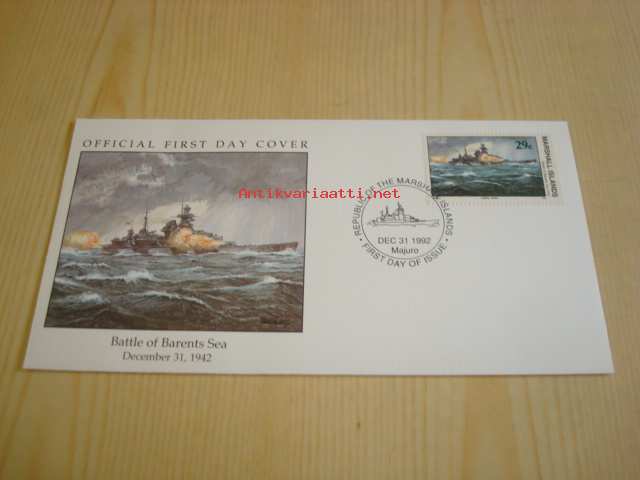 OFFICIAL FIRST DAY COVER
Antikvariaatti.net
29¢
MARSHALL ISLANDS
REPUBLIC OF THE MARSHALL ISLANDS
DEC 31 1992
Majuro
• FIRST DAY OF ISSUE •
Battle of Barents Sea
December 31, 1942